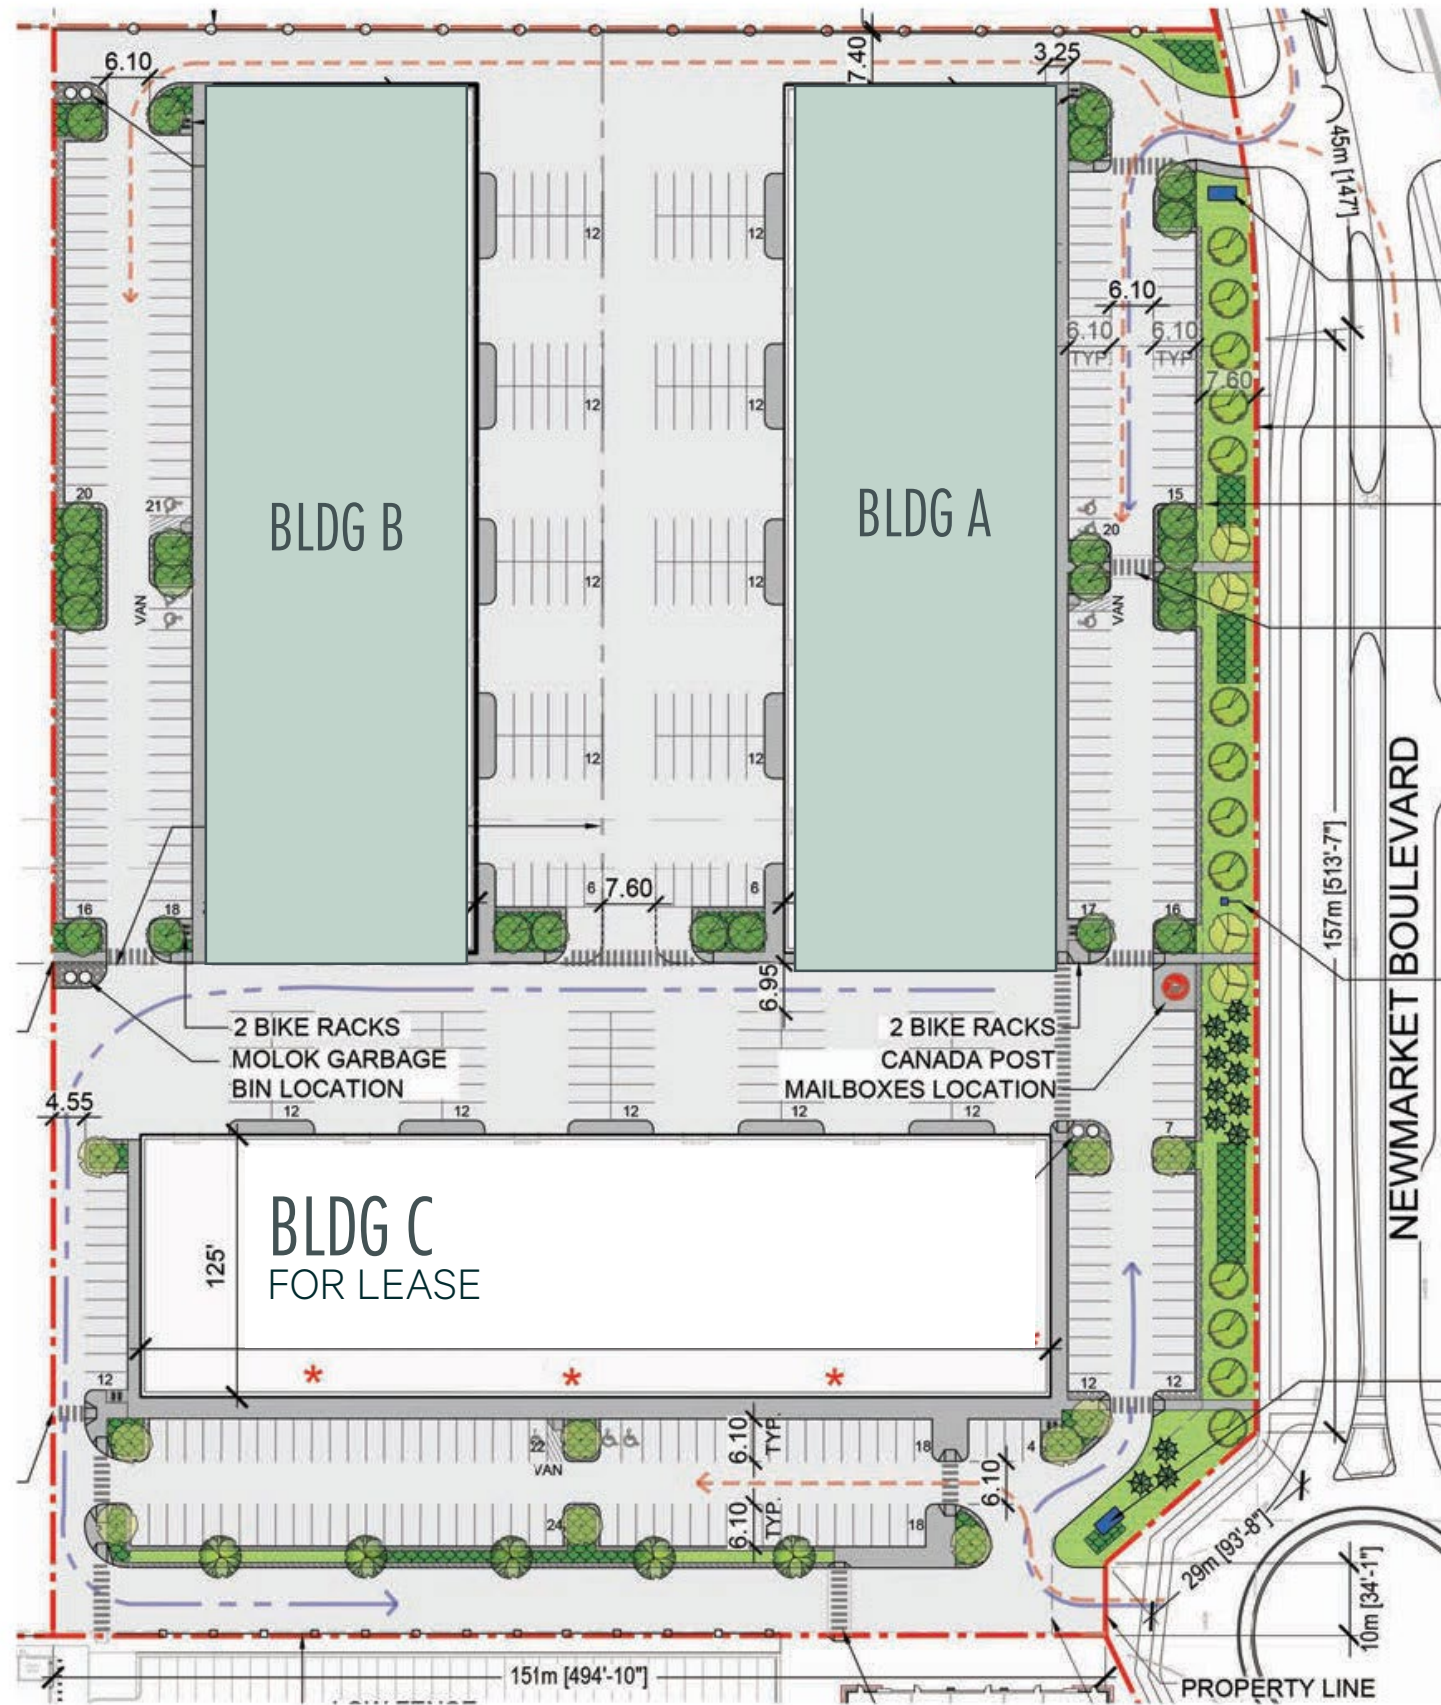 6.10
7.40
3.25
45m [147']
12
12
6.10
6.10
TYP.
6.10
TYP.
7.60
12
12
20
21
BLDG B
BLDG A
15
20
12
12
VAN
VAN
12
12
NEWMARKET BOULEVARD
157m [513'-7"]
16
18
6
7.60
6
17
16
6.95
2 BIKE RACKS
MOLOK GARBAGE
BIN LOCATION
2 BIKE RACKS
CANADA POST
MAILBOXES LOCATION
4.55
12
12
12
12
12
7
125'
BLDG C
FOR LEASE
*
*
*
12
12
12
22
VAN
6.10
TYP.
18
4
6.10
24
6.10
TYP.
18
29m [93'-8"]
10m [34'-1"]
151m [494'-10"]
PROPERTY LINE